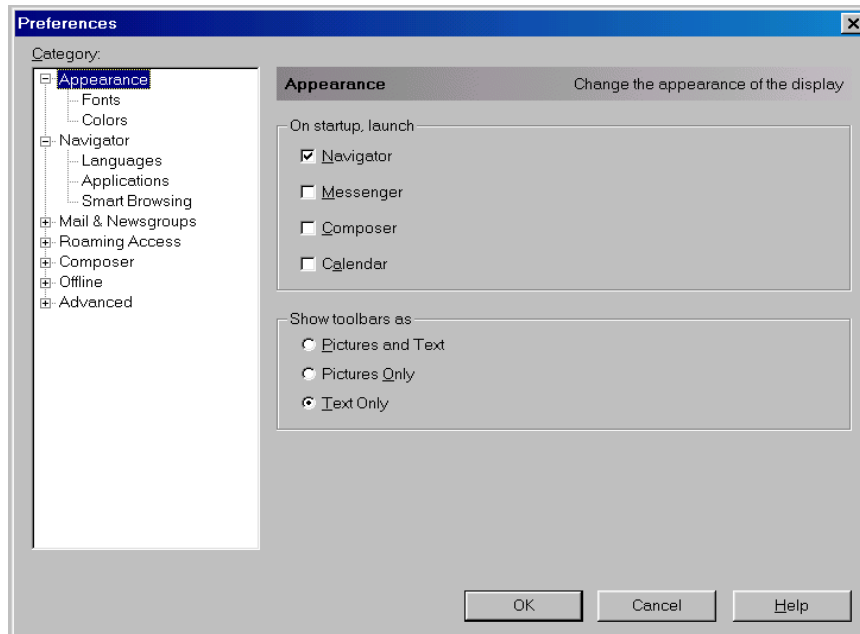 Preferences
Category:
Appearance
Fonts
Colors
Navigator
Languages
Applications
Smart Browsing
Mail & Newsgroups
Roaming Access
Composer
Offline
Advanced
Appearance Change the appearance of the display
On startup, launch
Navigator
Messenger
Composer
Calendar
Show toolbars as
Pictures and Text
Pictures Only
Text Only
OK Cancel Help